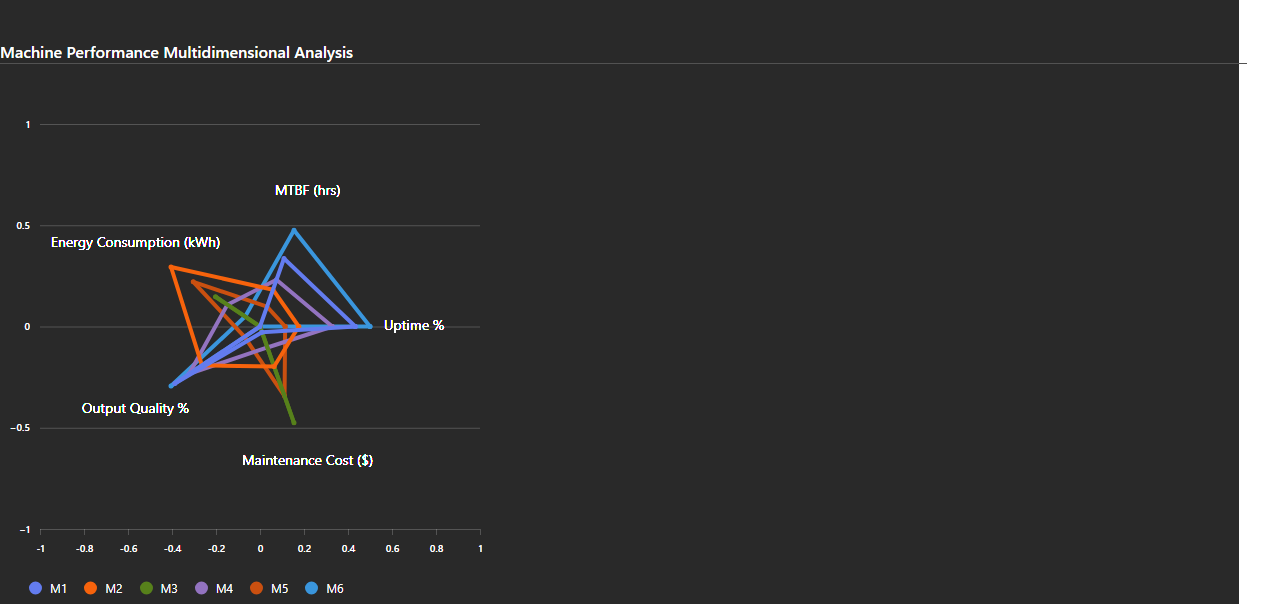 Machine Performance Multidimensional Analysis
1
MTBF (hrs)
0.5
Energy Consumption (kWh)
0
Uptime %
Output Quality %
−0.5
Maintenance Cost ($)
−1
-1 -0.8 -0.6 -0.4 -0.2 0 0.2 0.4 0.6 0.8 1
M1 M2 M3 M4 M5 M6